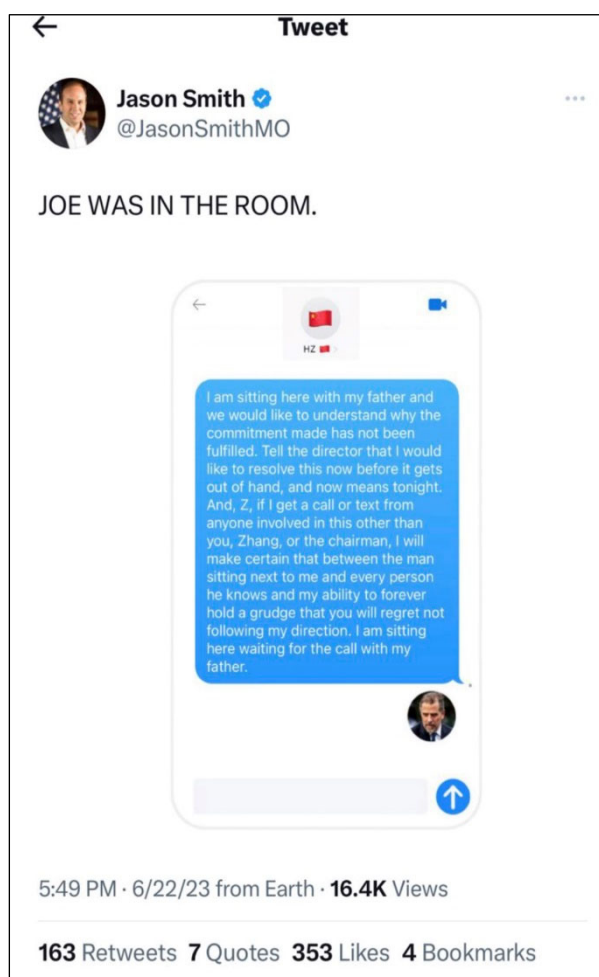 Tweet
Jason Smith
@JasonSmithMO
JOE WAS IN THE ROOM.
HZ
I am sitting here with my father and
we would like to understand why the
commitment made has not been
fulfilled. Tell the director that I would
like to resolve this now before it gets
out of hand, and now means tonight.
And, Z, if I get a call or text from
anyone involved in this other than
you, Zhang, or the chairman, I will
make certain that between the man
sitting next to me and every person
he knows and my ability to forever
hold a grudge that you will regret not
following my direction. I am sitting
here waiting for the call with my
father.
5:49 PM · 6/22/23 from Earth · 16.4K Views
163 Retweets 7 Quotes 353 Likes 4 Bookmarks